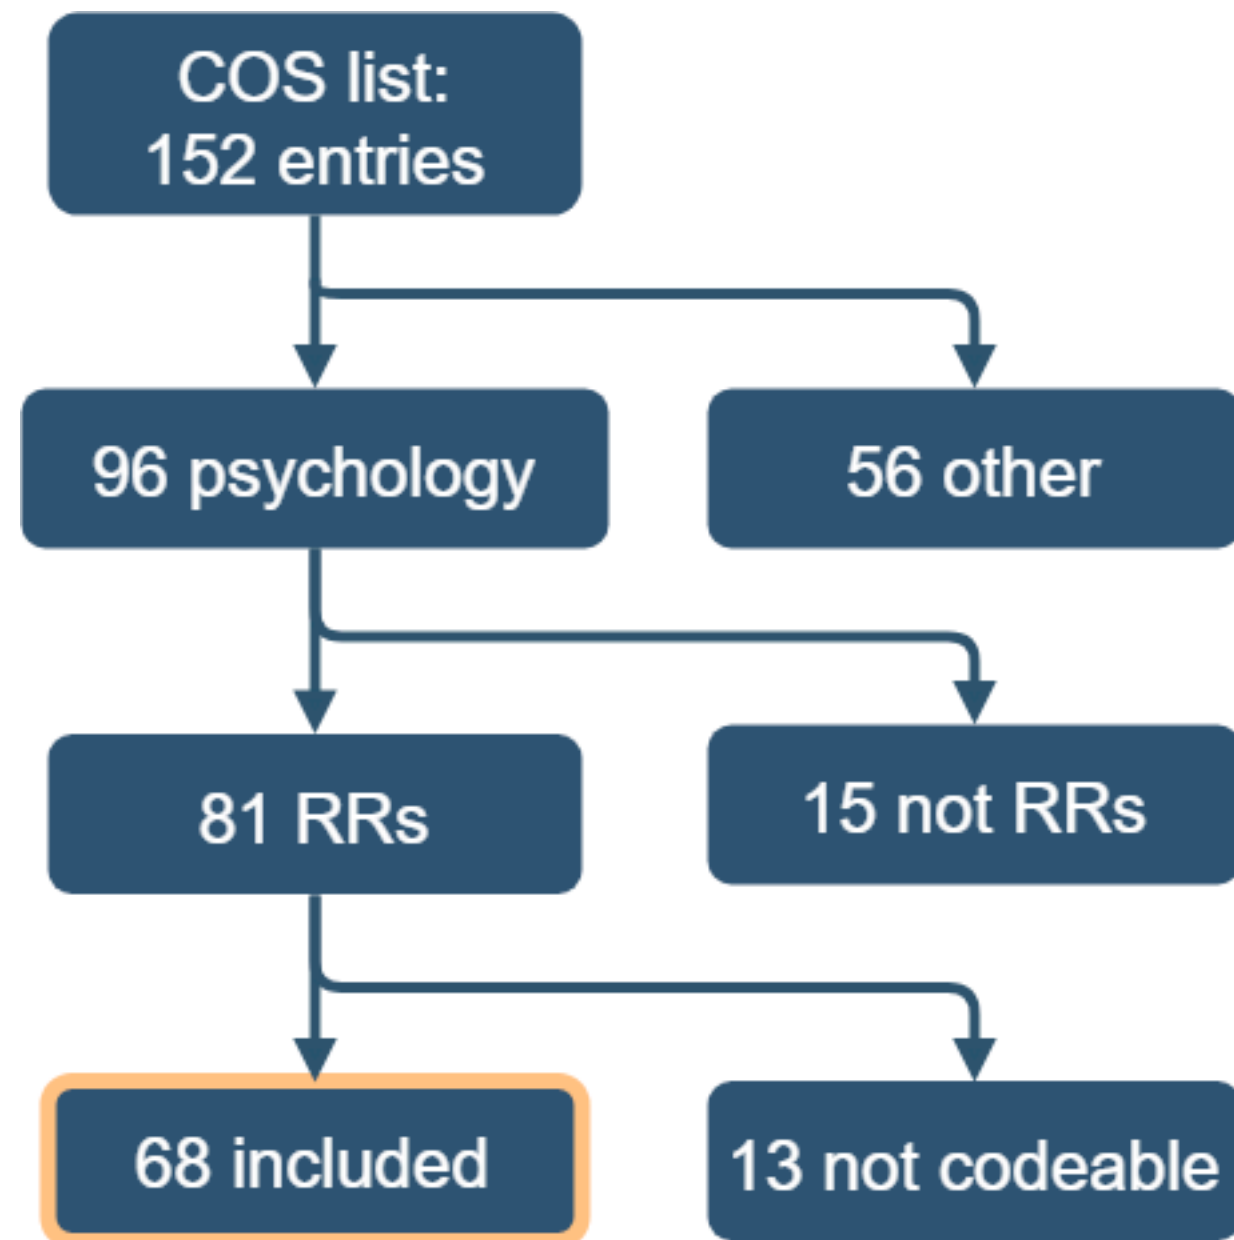 COS list:
152 entries
96 psychology
56 other
81 RRs
15 not RRs
68 included
13 not codeable